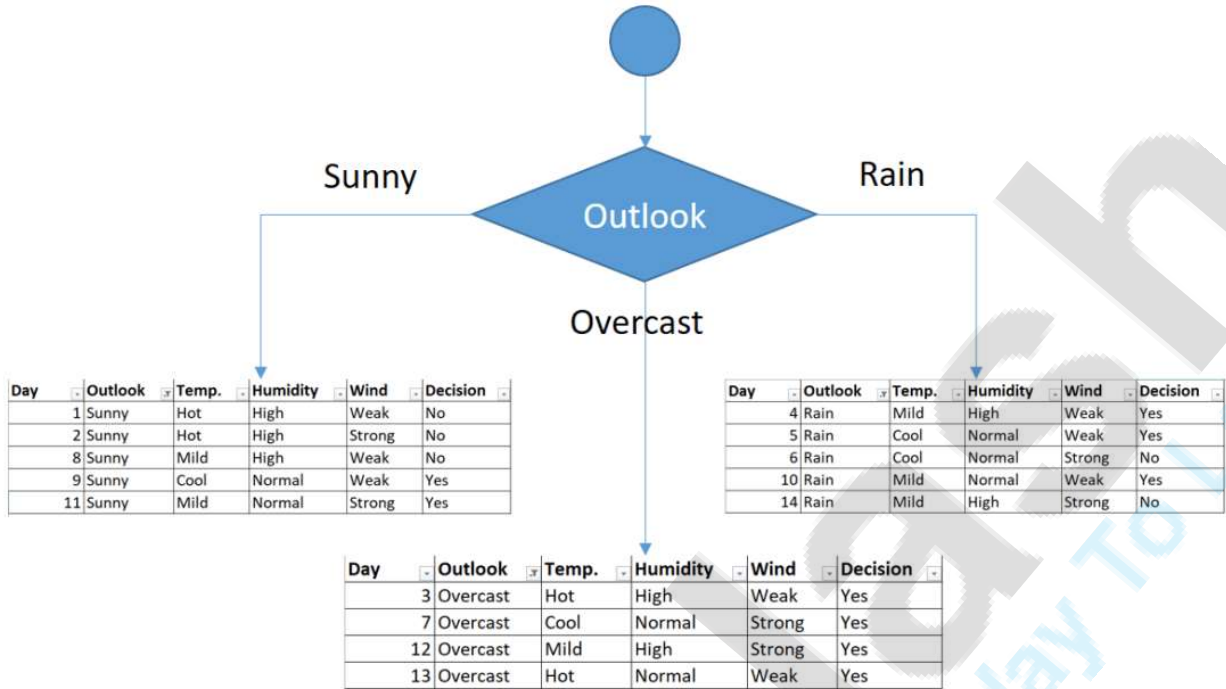 Sunny
Rain
Outlook
Overcast
Day Outlook Temp. Humidity Wind Decision
1 Sunny Hot High Weak No
2 Sunny Hot High Strong No
8 Sunny Mild High Weak No
9 Sunny Cool Normal Weak Yes
11 Sunny Mild Normal Strong Yes
Day Outlook Temp. Humidity Wind Decision
4 Rain Mild High Weak Yes
5 Rain Cool Normal Weak Yes
6 Rain Cool Normal Strong No
10 Rain Mild Normal Weak Yes
14 Rain Mild High Strong No
Day Outlook Temp. Humidity Wind Decision
3 Overcast Hot High Weak Yes
7 Overcast Cool Normal Strong Yes
12 Overcast Mild High Strong Yes
13 Overcast Hot Normal Weak Yes
lash
ay To L